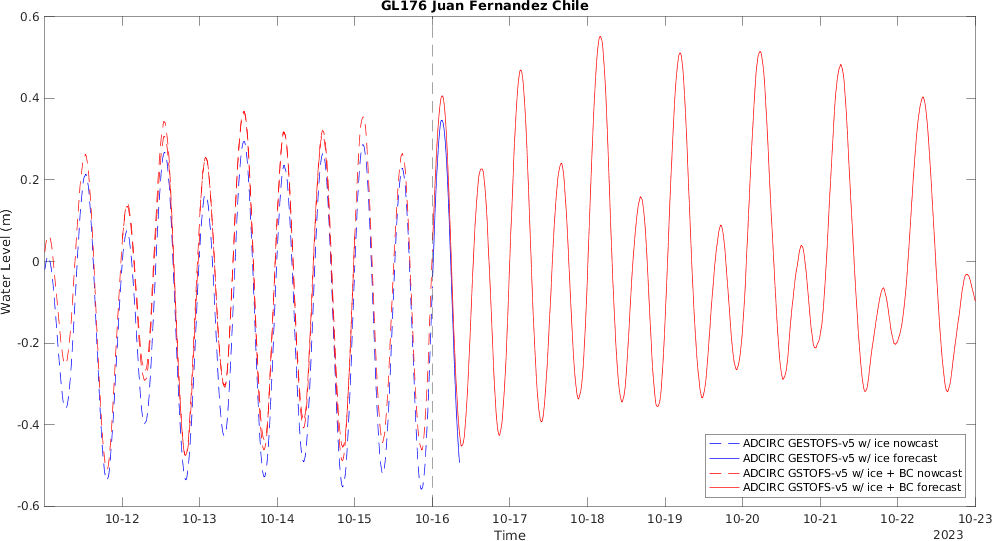 GL176 Juan Fernandez Chile
0.6
0.4
0.2
0
-0.2
-0.4
-0.6
Water Level (m)
ADCIRC GESTOFS-v5 w/ ice nowcast
ADCIRC GESTOFS-v5 w/ ice forecast
ADCIRC GSTOFS-v5 w/ ice + BC nowcast
ADCIRC GSTOFS-v5 w/ ice + BC forecast
10-12 10-13 10-14 10-15 10-16 10-17 10-18 10-19 10-20 10-21 10-22 10-23
Time
2023